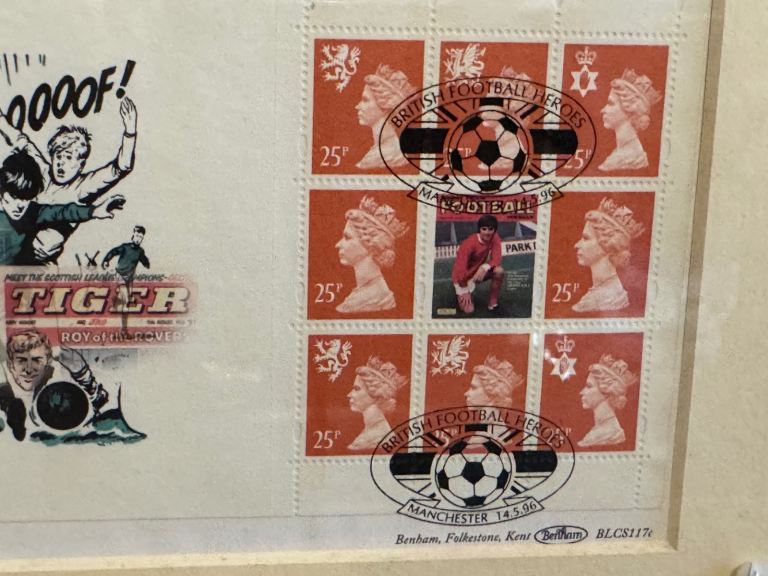 OOOOF!
MEET THE SCOTTISH LEAGUE CHAMPIONS-
TIGER
ROY of the ROVERS
25P
25P
25P
BRITISH FOOTBALL HEROES
MANCHESTER 14.5.96
FOOTBALL
PARK
25P
25P
25P
BRITISH FOOTBALL HEROES
MANCHESTER 14.5.96
Benham, Folkestone, Kent Benham BLCS117c